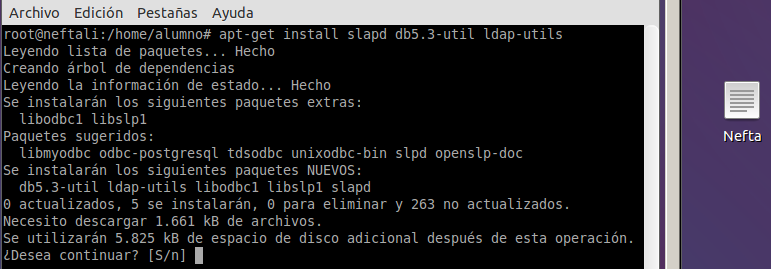 Archivo Edición Pestañas Ayuda
root@neftali:/home/alumno# apt-get install slapd db5.3-util ldap-utils
Leyendo lista de paquetes... Hecho
Creando árbol de dependencias
Leyendo la información de estado... Hecho
Se instalarán los siguientes paquetes extras:
  libodbc1 libslp1
Paquetes sugeridos:
  libmyodbc odbc-postgresql tdsodbc unixodbc-bin slpd openslp-doc
Se instalarán los siguientes paquetes NUEVOS:
  db5.3-util ldap-utils libodbc1 libslp1 slapd
0 actualizados, 5 se instalarán, 0 para eliminar y 263 no actualizados.
Necesito descargar 1.661 kB de archivos.
Se utilizarán 5.825 kB de espacio de disco adicional después de esta operación.
¿Desea continuar? [S/n]
Nefta